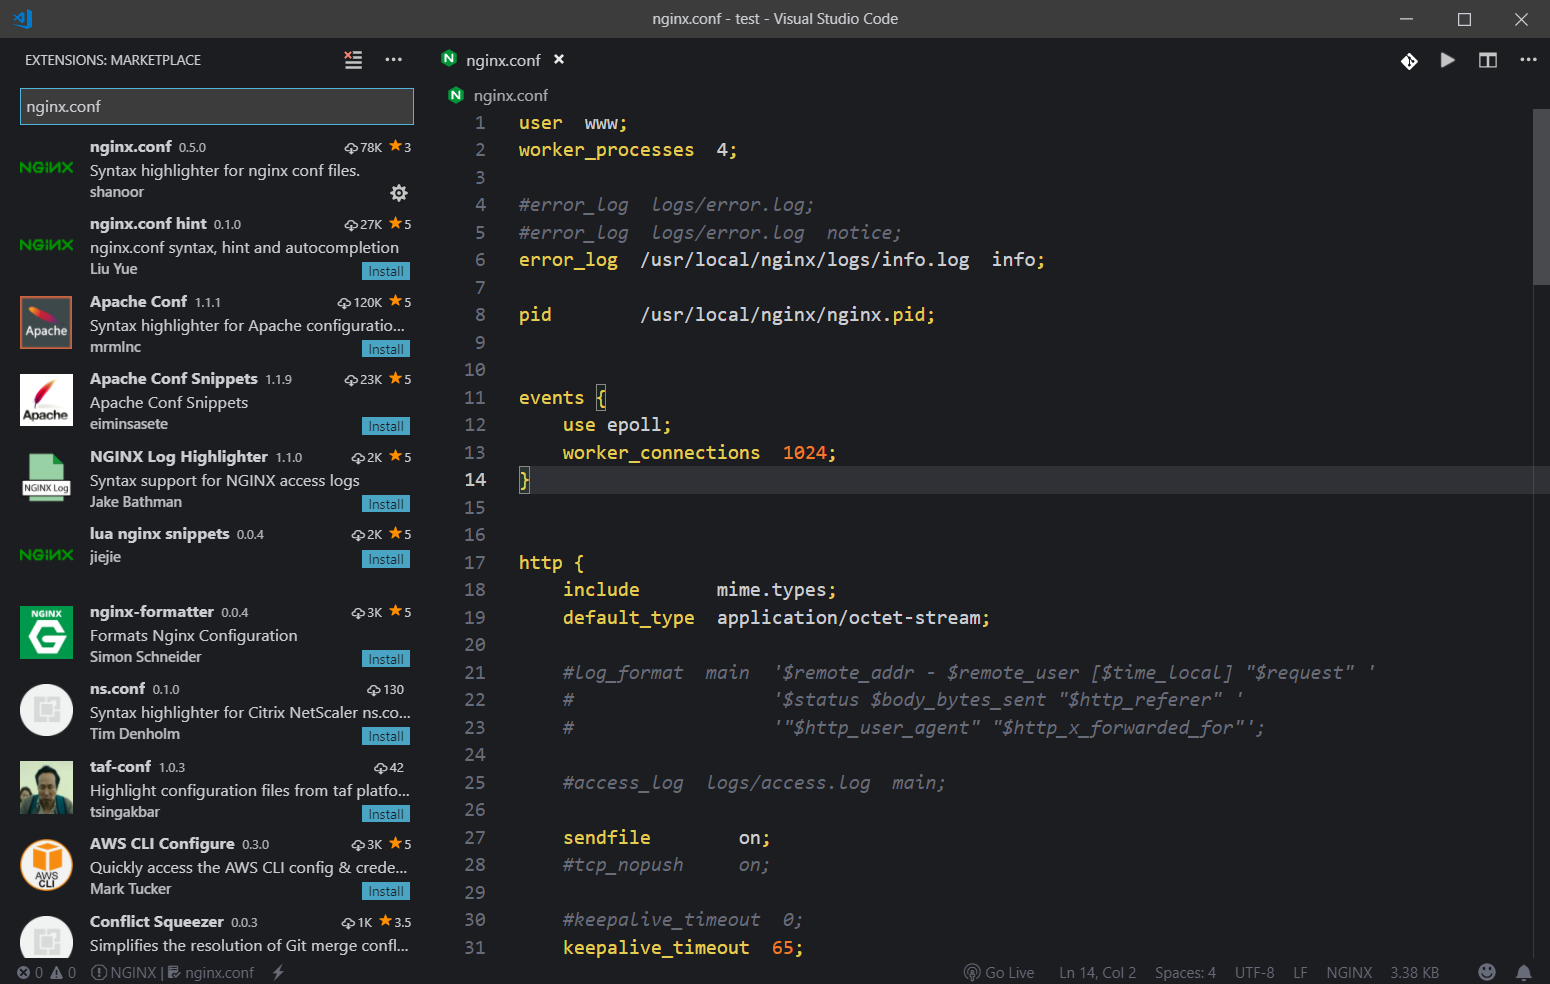 nginx.conf - test - Visual Studio Code
EXTENSIONS: MARKETPLACE
nginx.conf
nginx.conf 0.5.0 78K 3
Syntax highlighter for nginx conf files.
shanoor
NGINX
nginx.conf hint 0.1.0 27K 5
nginx.conf syntax, hint and autocompletion
Liu Yue Install
NGINX
Apache Conf 1.1.1 120K 5
Syntax highlighter for Apache configuratio...
mrmlnc Install
Apache
Apache Conf Snippets 1.1.9 23K 5
Apache Conf Snippets
eiminsasete Install
Apache
NGINX Log Highlighter 1.1.0 2K 5
Syntax support for NGINX access logs
Jake Bathman Install
NGINX Log
lua nginx snippets 0.0.4 2K 5
jiejie Install
NGINX
nginx-formatter 0.0.4 3K 5
Formats Nginx Configuration
Simon Schneider Install
NGINX
G
ns.conf 0.1.0 130
Syntax highlighter for Citrix NetScaler ns.co...
Tim Denholm Install
taf-conf 1.0.3 42
Highlight configuration files from taf platfo...
tsingakbar Install
AWS CLI Configure 0.3.0 3K 5
Quickly access the AWS CLI config & crede...
Mark Tucker Install
AWS
CLI
Conflict Squeezer 0.0.3 1K 3.5
Simplifies the resolution of Git merge confl...
N nginx.conf
N nginx.conf
1 user  www;
2 worker_processes  4;
3
4 #error_log  logs/error.log;
5 #error_log  logs/error.log  notice;
6 error_log  /usr/local/nginx/logs/info.log  info;
7
8 pid        /usr/local/nginx/nginx.pid;
9
10
11 events {
12     use epoll;
13     worker_connections  1024;
14 }
15
16
17 http {
18     include       mime.types;
19     default_type  application/octet-stream;
20
21     #log_format  main  '$remote_addr - $remote_user [$time_local] "$request" '
22     #                  '$status $body_bytes_sent "$http_referer" '
23     #                  '"$http_user_agent" "$http_x_forwarded_for"';
24
25     #access_log  logs/access.log  main;
26
27     sendfile        on;
28     #tcp_nopush     on;
29
30     #keepalive_timeout  0;
31     keepalive_timeout  65;
0 0 NGINX | nginx.conf Go Live Ln 14, Col 2 Spaces: 4 UTF-8 LF NGINX 3.38 KB